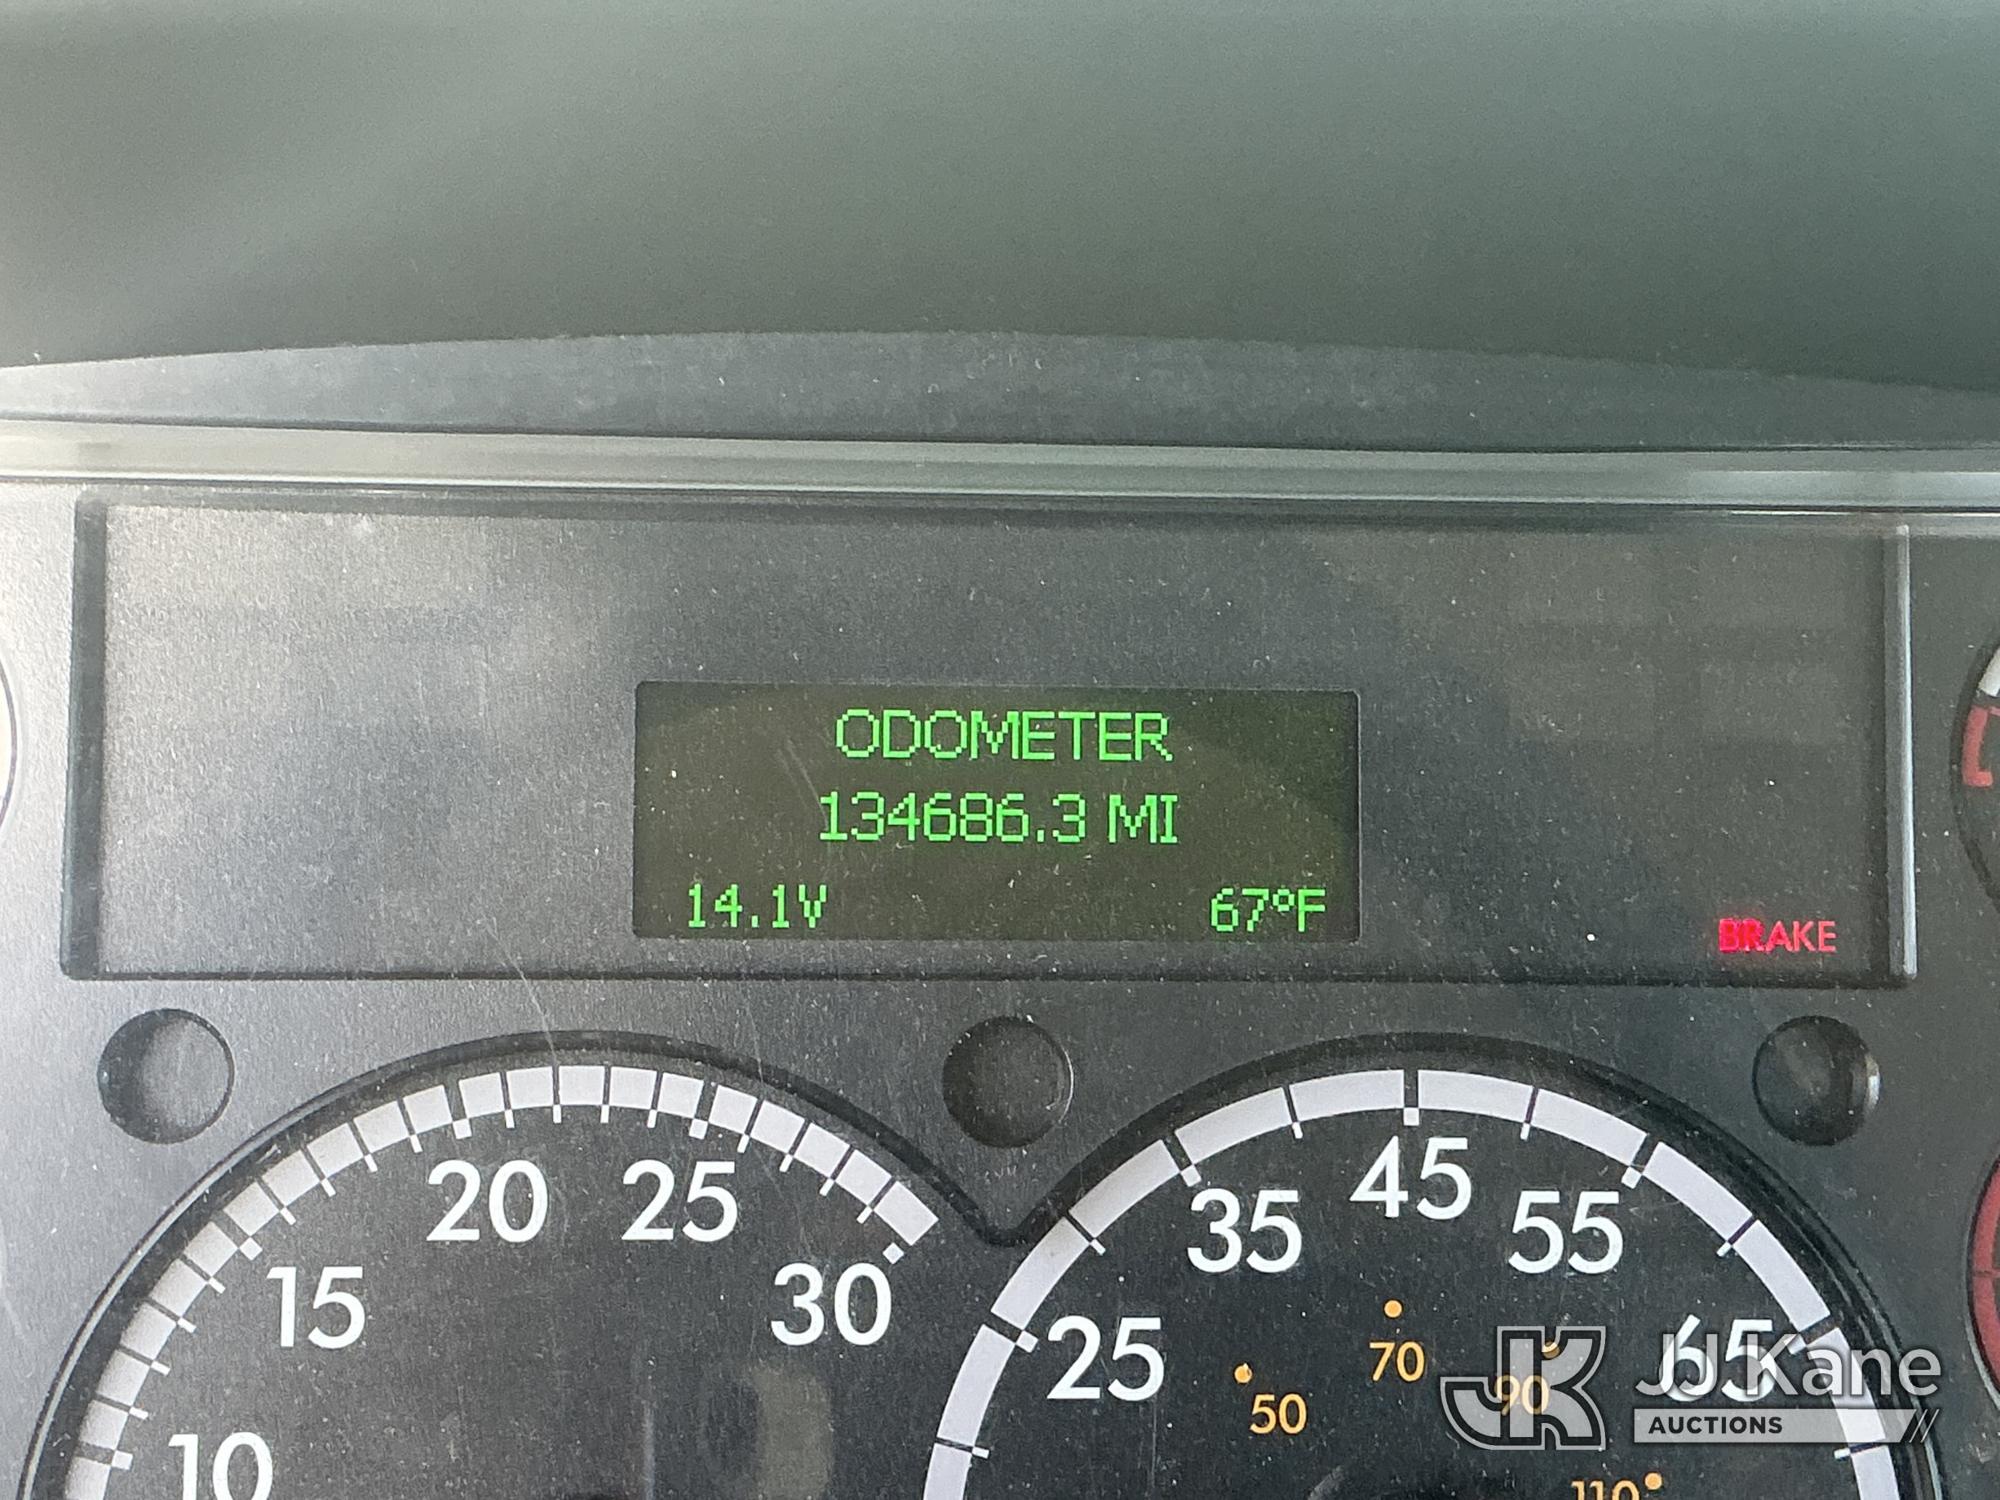 ODOMETER
134686.3 MI
14.1V 67°F
BRAKE
10 15 20 25 30
25 35 45 55 65
50 70 90 110
JK JJ Kane
AUCTIONS